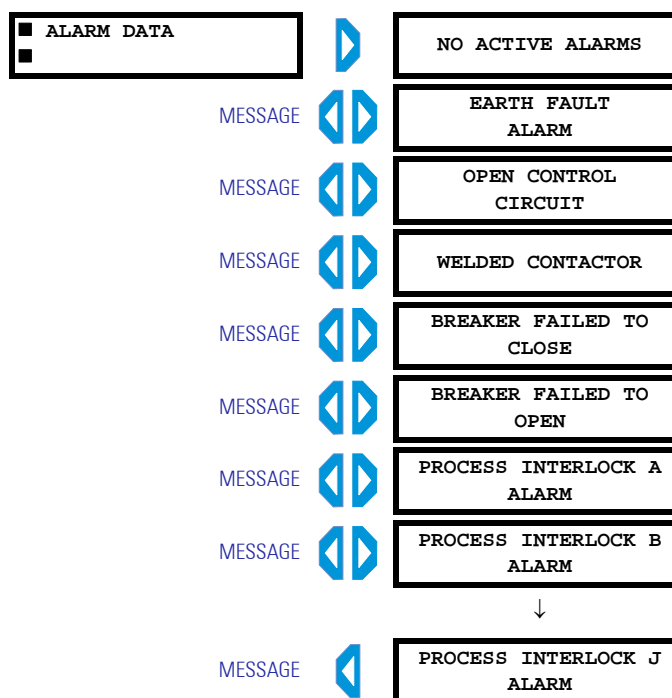 ALARM DATA
NO ACTIVE ALARMS
MESSAGE
EARTH FAULT
ALARM
MESSAGE
OPEN CONTROL
CIRCUIT
MESSAGE
WELDED CONTACTOR
MESSAGE
BREAKER FAILED TO
CLOSE
MESSAGE
BREAKER FAILED TO
OPEN
MESSAGE
PROCESS INTERLOCK A
ALARM
MESSAGE
PROCESS INTERLOCK B
ALARM
↓
MESSAGE
PROCESS INTERLOCK J
ALARM